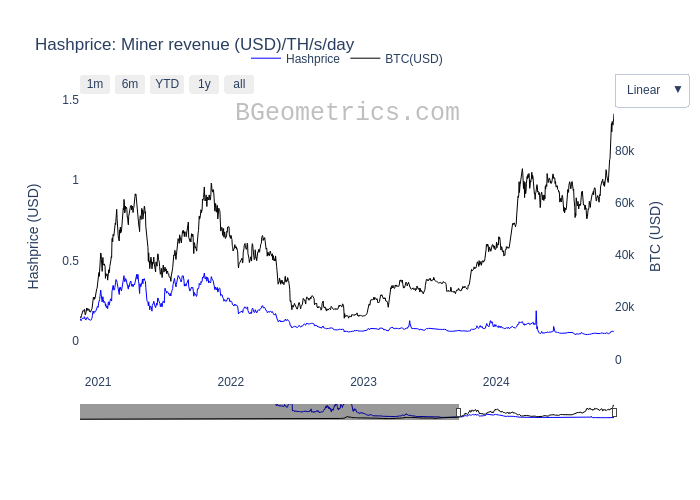 Hashprice: Miner revenue (USD)/TH/s/day
Hashprice BTC(USD)
1m 6m YTD 1y all
Linear ▼
BGeometrics.com
1.5
1
0.5
0
Hashprice (USD)
80k
60k
40k
20k
0
BTC (USD)
2021 2022 2023 2024